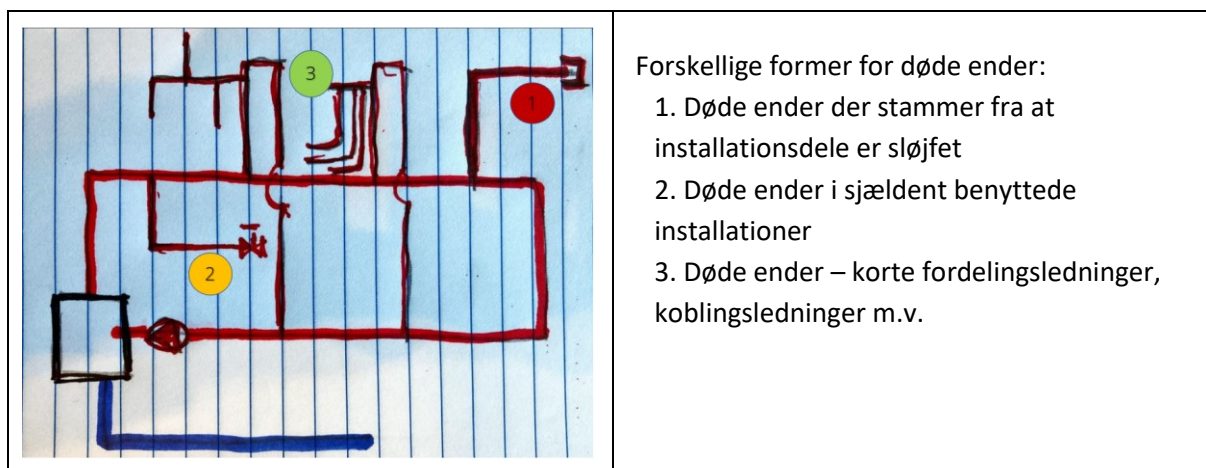 3
1
2
Forskellige former for døde ender:
1. Døde ender der stammer fra at
installationsdele er sløjfet
2. Døde ender i sjældent benyttede
installationer
3. Døde ender – korte fordelingsledninger,
koblingsledninger m.v.